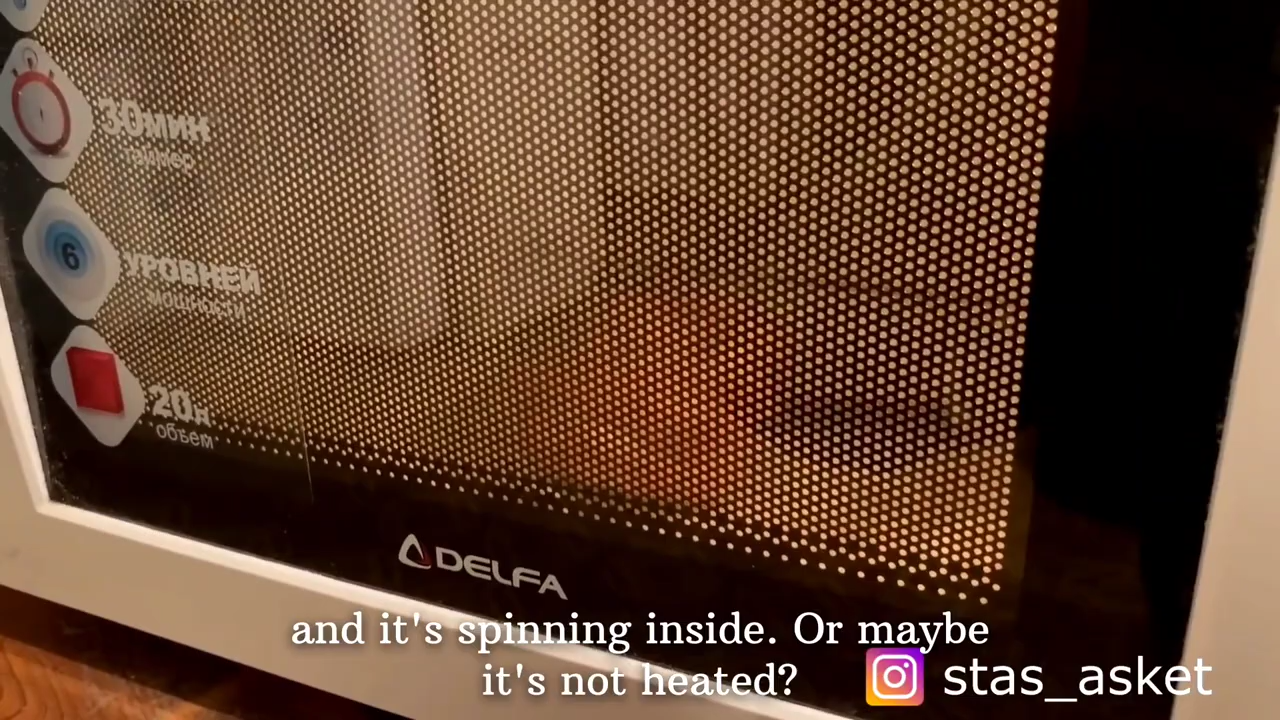 30мин
таймер
6
уровней
мощности
20л
объем
DELFA
and it's spinning inside. Or maybe
it's not heated?
stas_asket